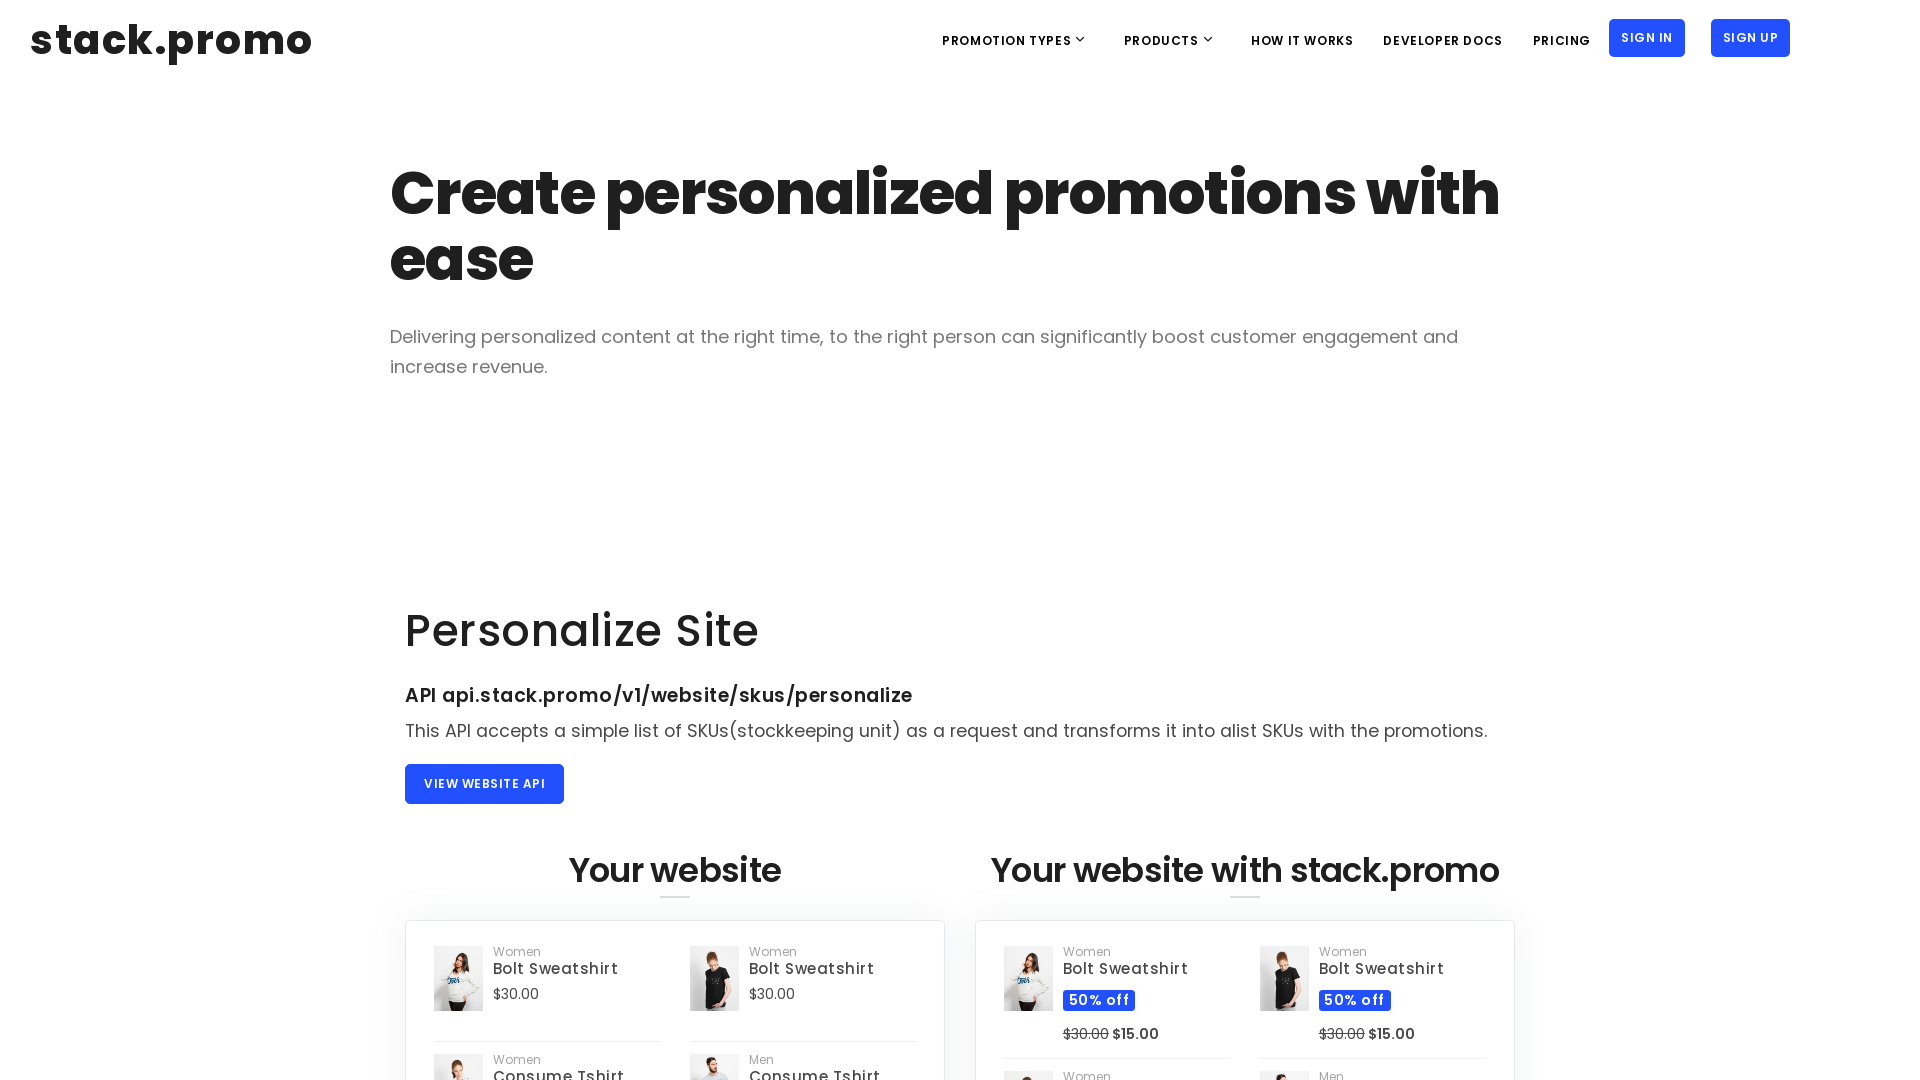 stack.promo
PROMOTION TYPES
PRODUCTS
HOW IT WORKS
DEVELOPER DOCS
PRICING
SIGN IN
SIGN UP
Create personalized promotions with
ease
Delivering personalized content at the right time, to the right person can significantly boost customer engagement and
increase revenue.
Personalize Site
API api.stack.promo/v1/website/skus/personalize
This API accepts a simple list of SKUs(stockkeeping unit) as a request and transforms it into alist SKUs with the promotions.
VIEW WEBSITE API
Your website
Women
Bolt Sweatshirt
$30.00
Women
Bolt Sweatshirt
$30.00
Women
Consume Tshirt
Men
Consume Tshirt
Your website with stack.promo
Women
Bolt Sweatshirt
50% off
$30.00 $15.00
Women
Bolt Sweatshirt
50% off
$30.00 $15.00
Women
Men